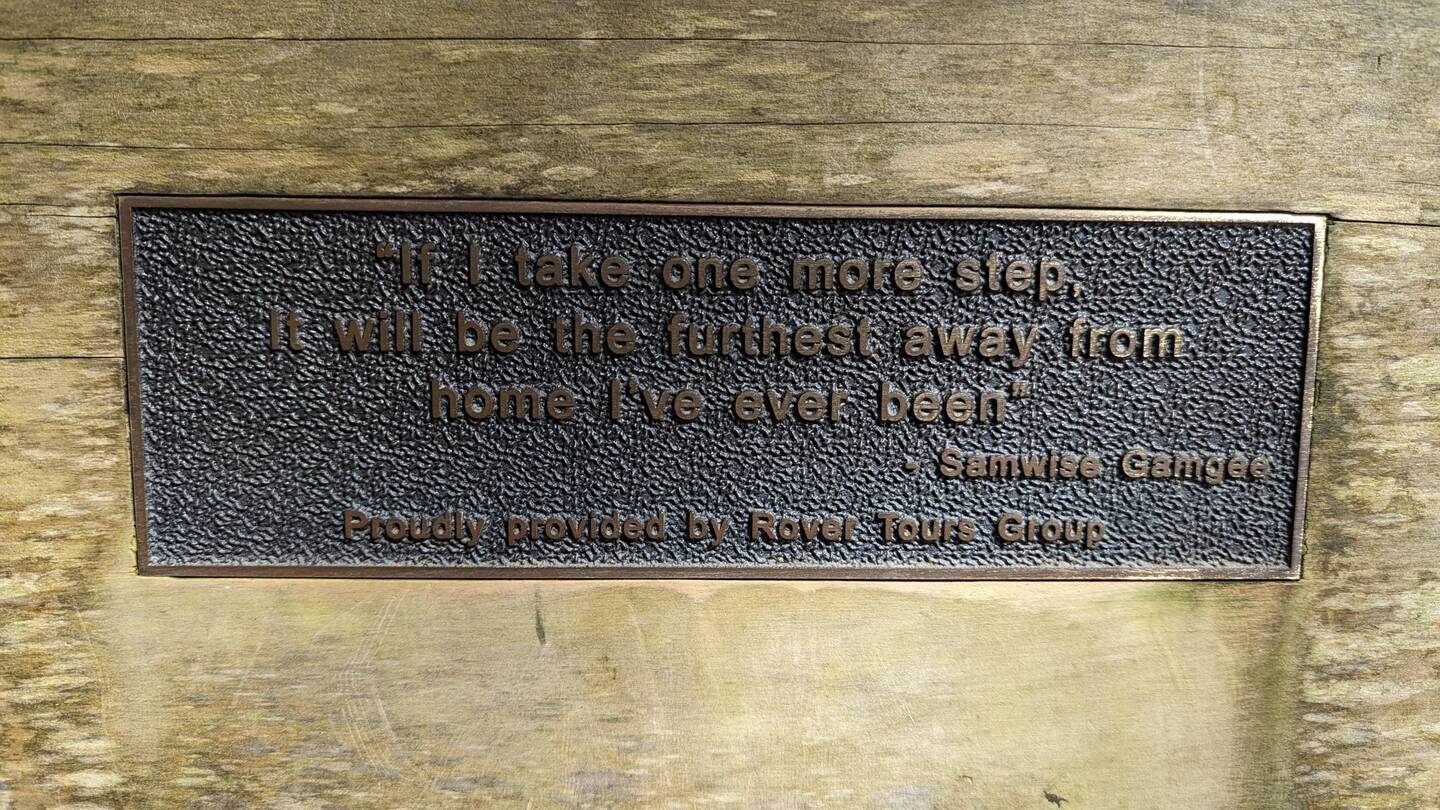 “If I take one more step,
It will be the furthest away from
home I've ever been”
- Samwise Gamgee
Proudly provided by Rover Tours Group